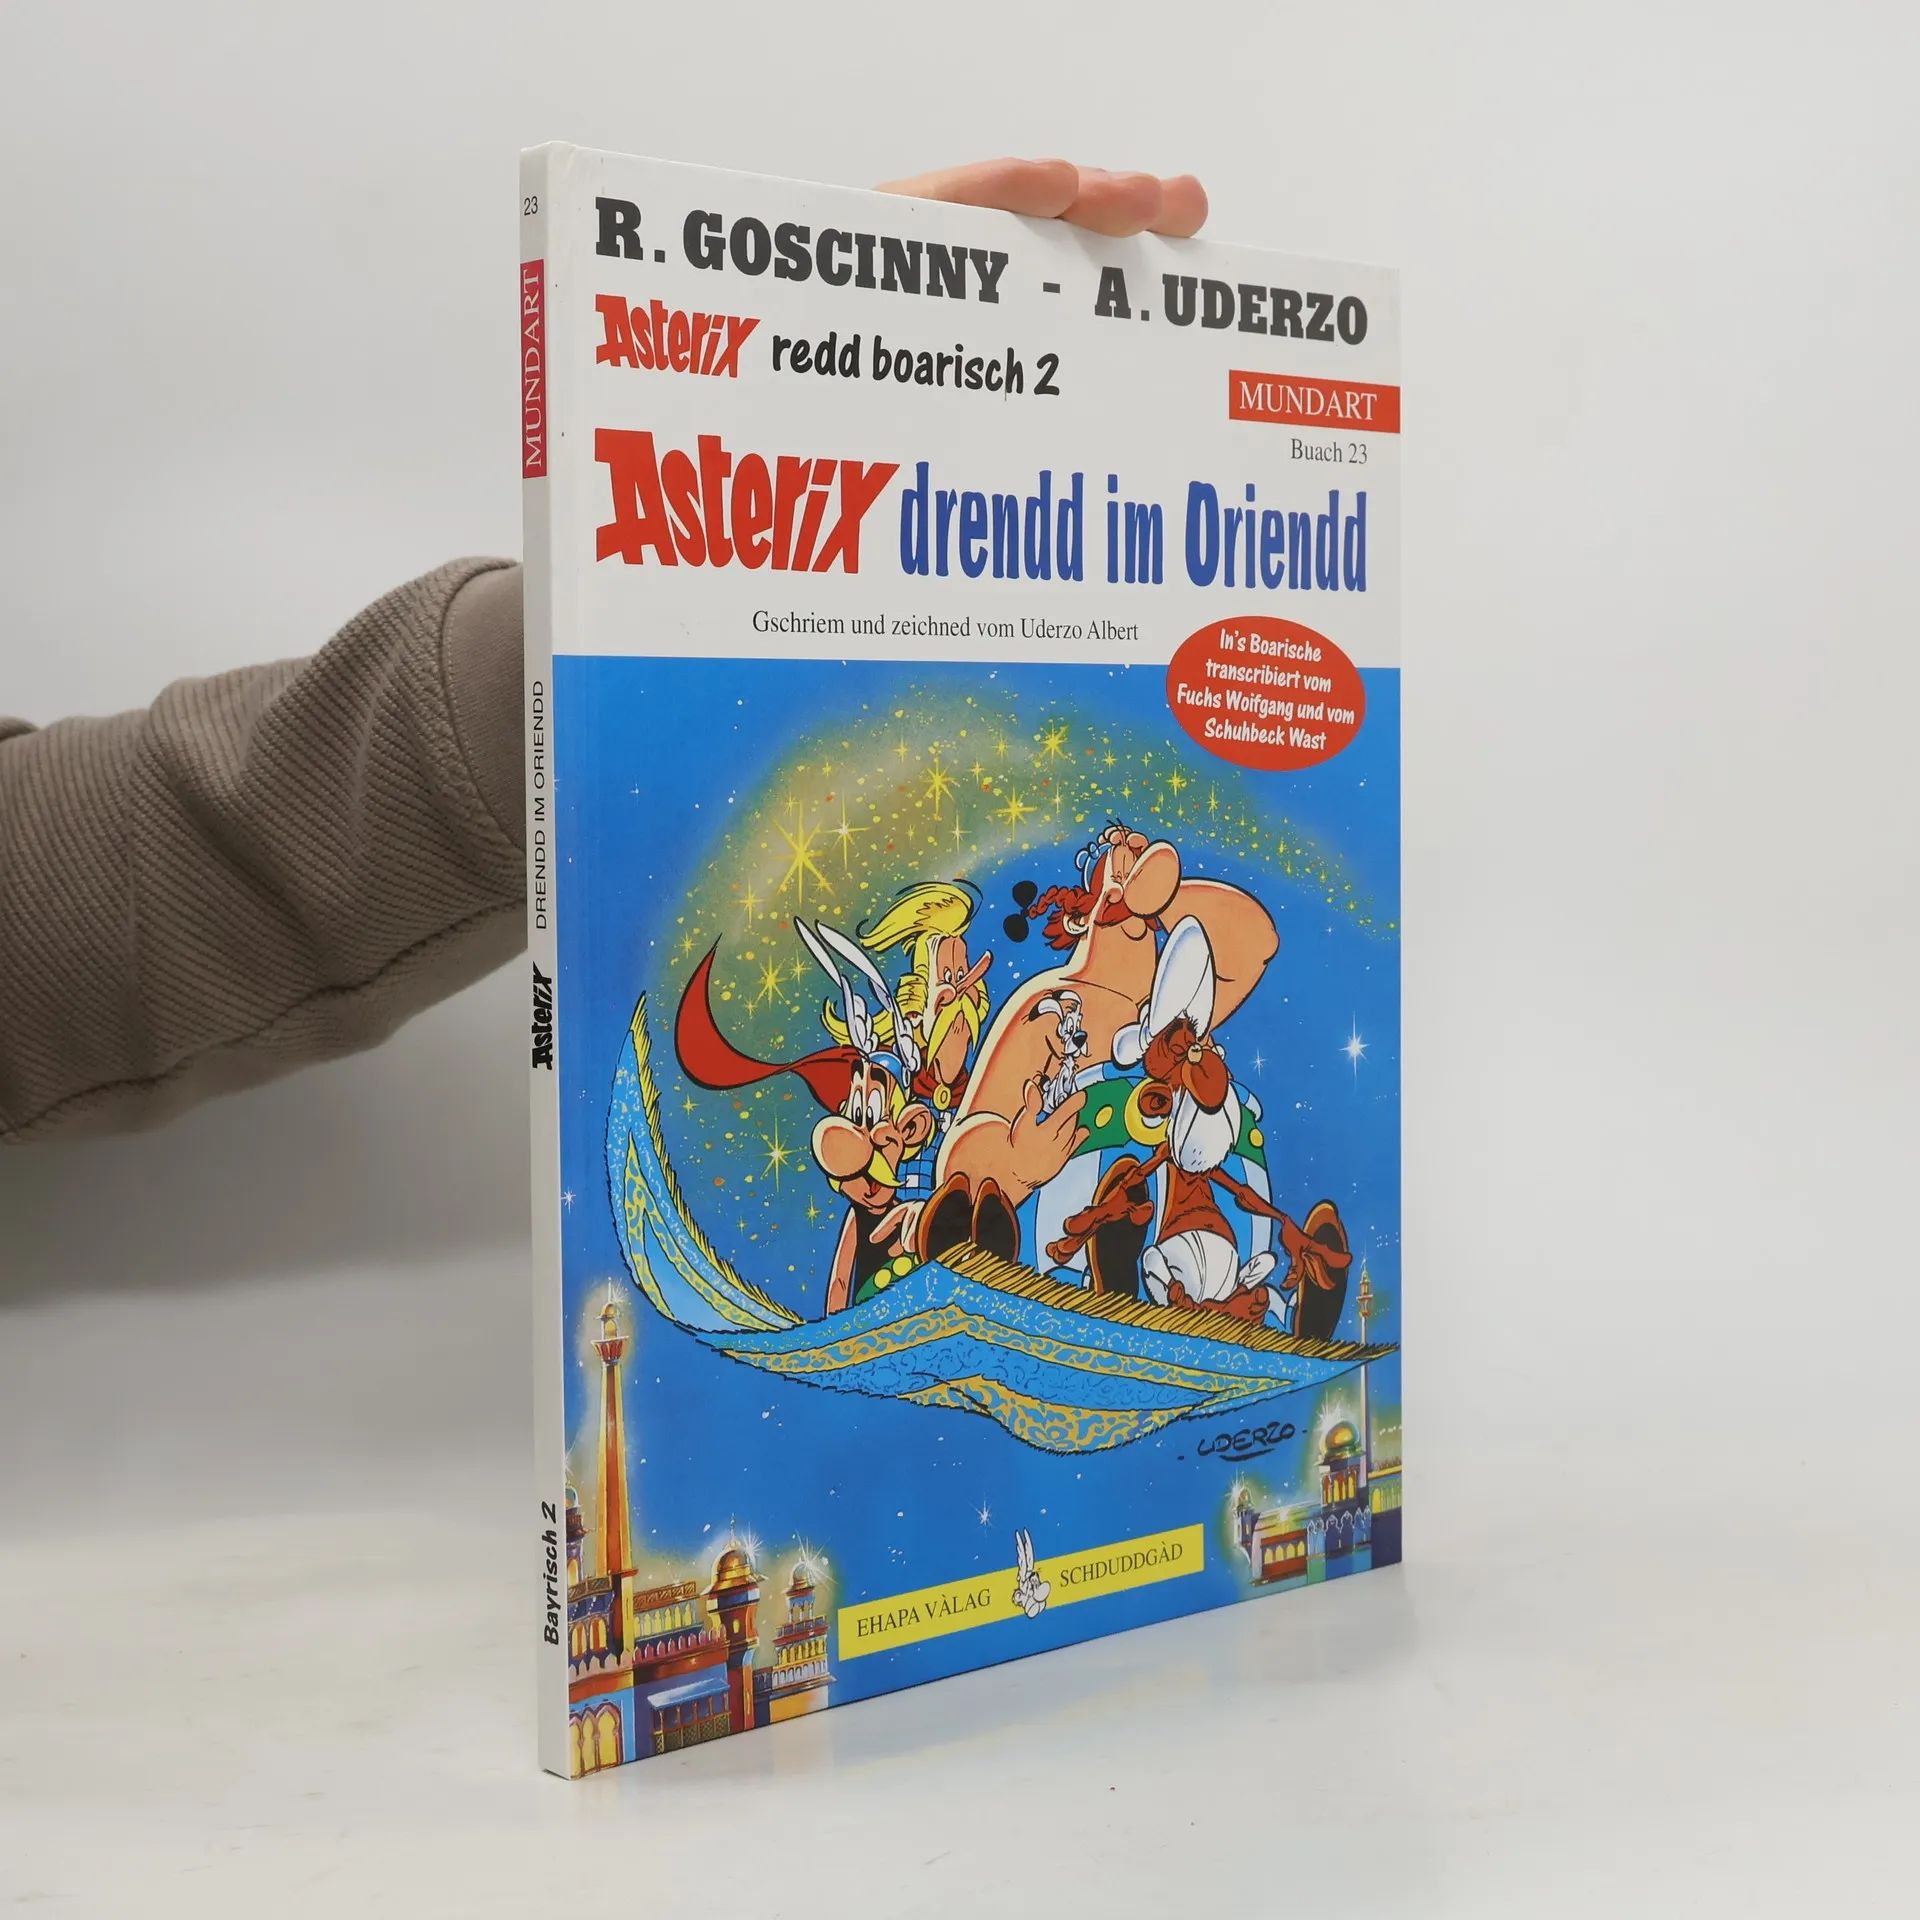 R. GOSCINNY - A. UDERZO
Asterix redd boarisch 2
MUNDART
Buach 23
Asterix drendd im Oriendd
Gschriem und zeichned vom Uderzo Albert
In's Boarische
transcribiert vom
Fuchs Woifgang und vom
Schuhbeck Wast
UDERZO
EHAPA VÀLAG SCHDUDDGÀD
23
MUNDART
DRENDD IM ORIENDD
Asterix
Bayrisch 2